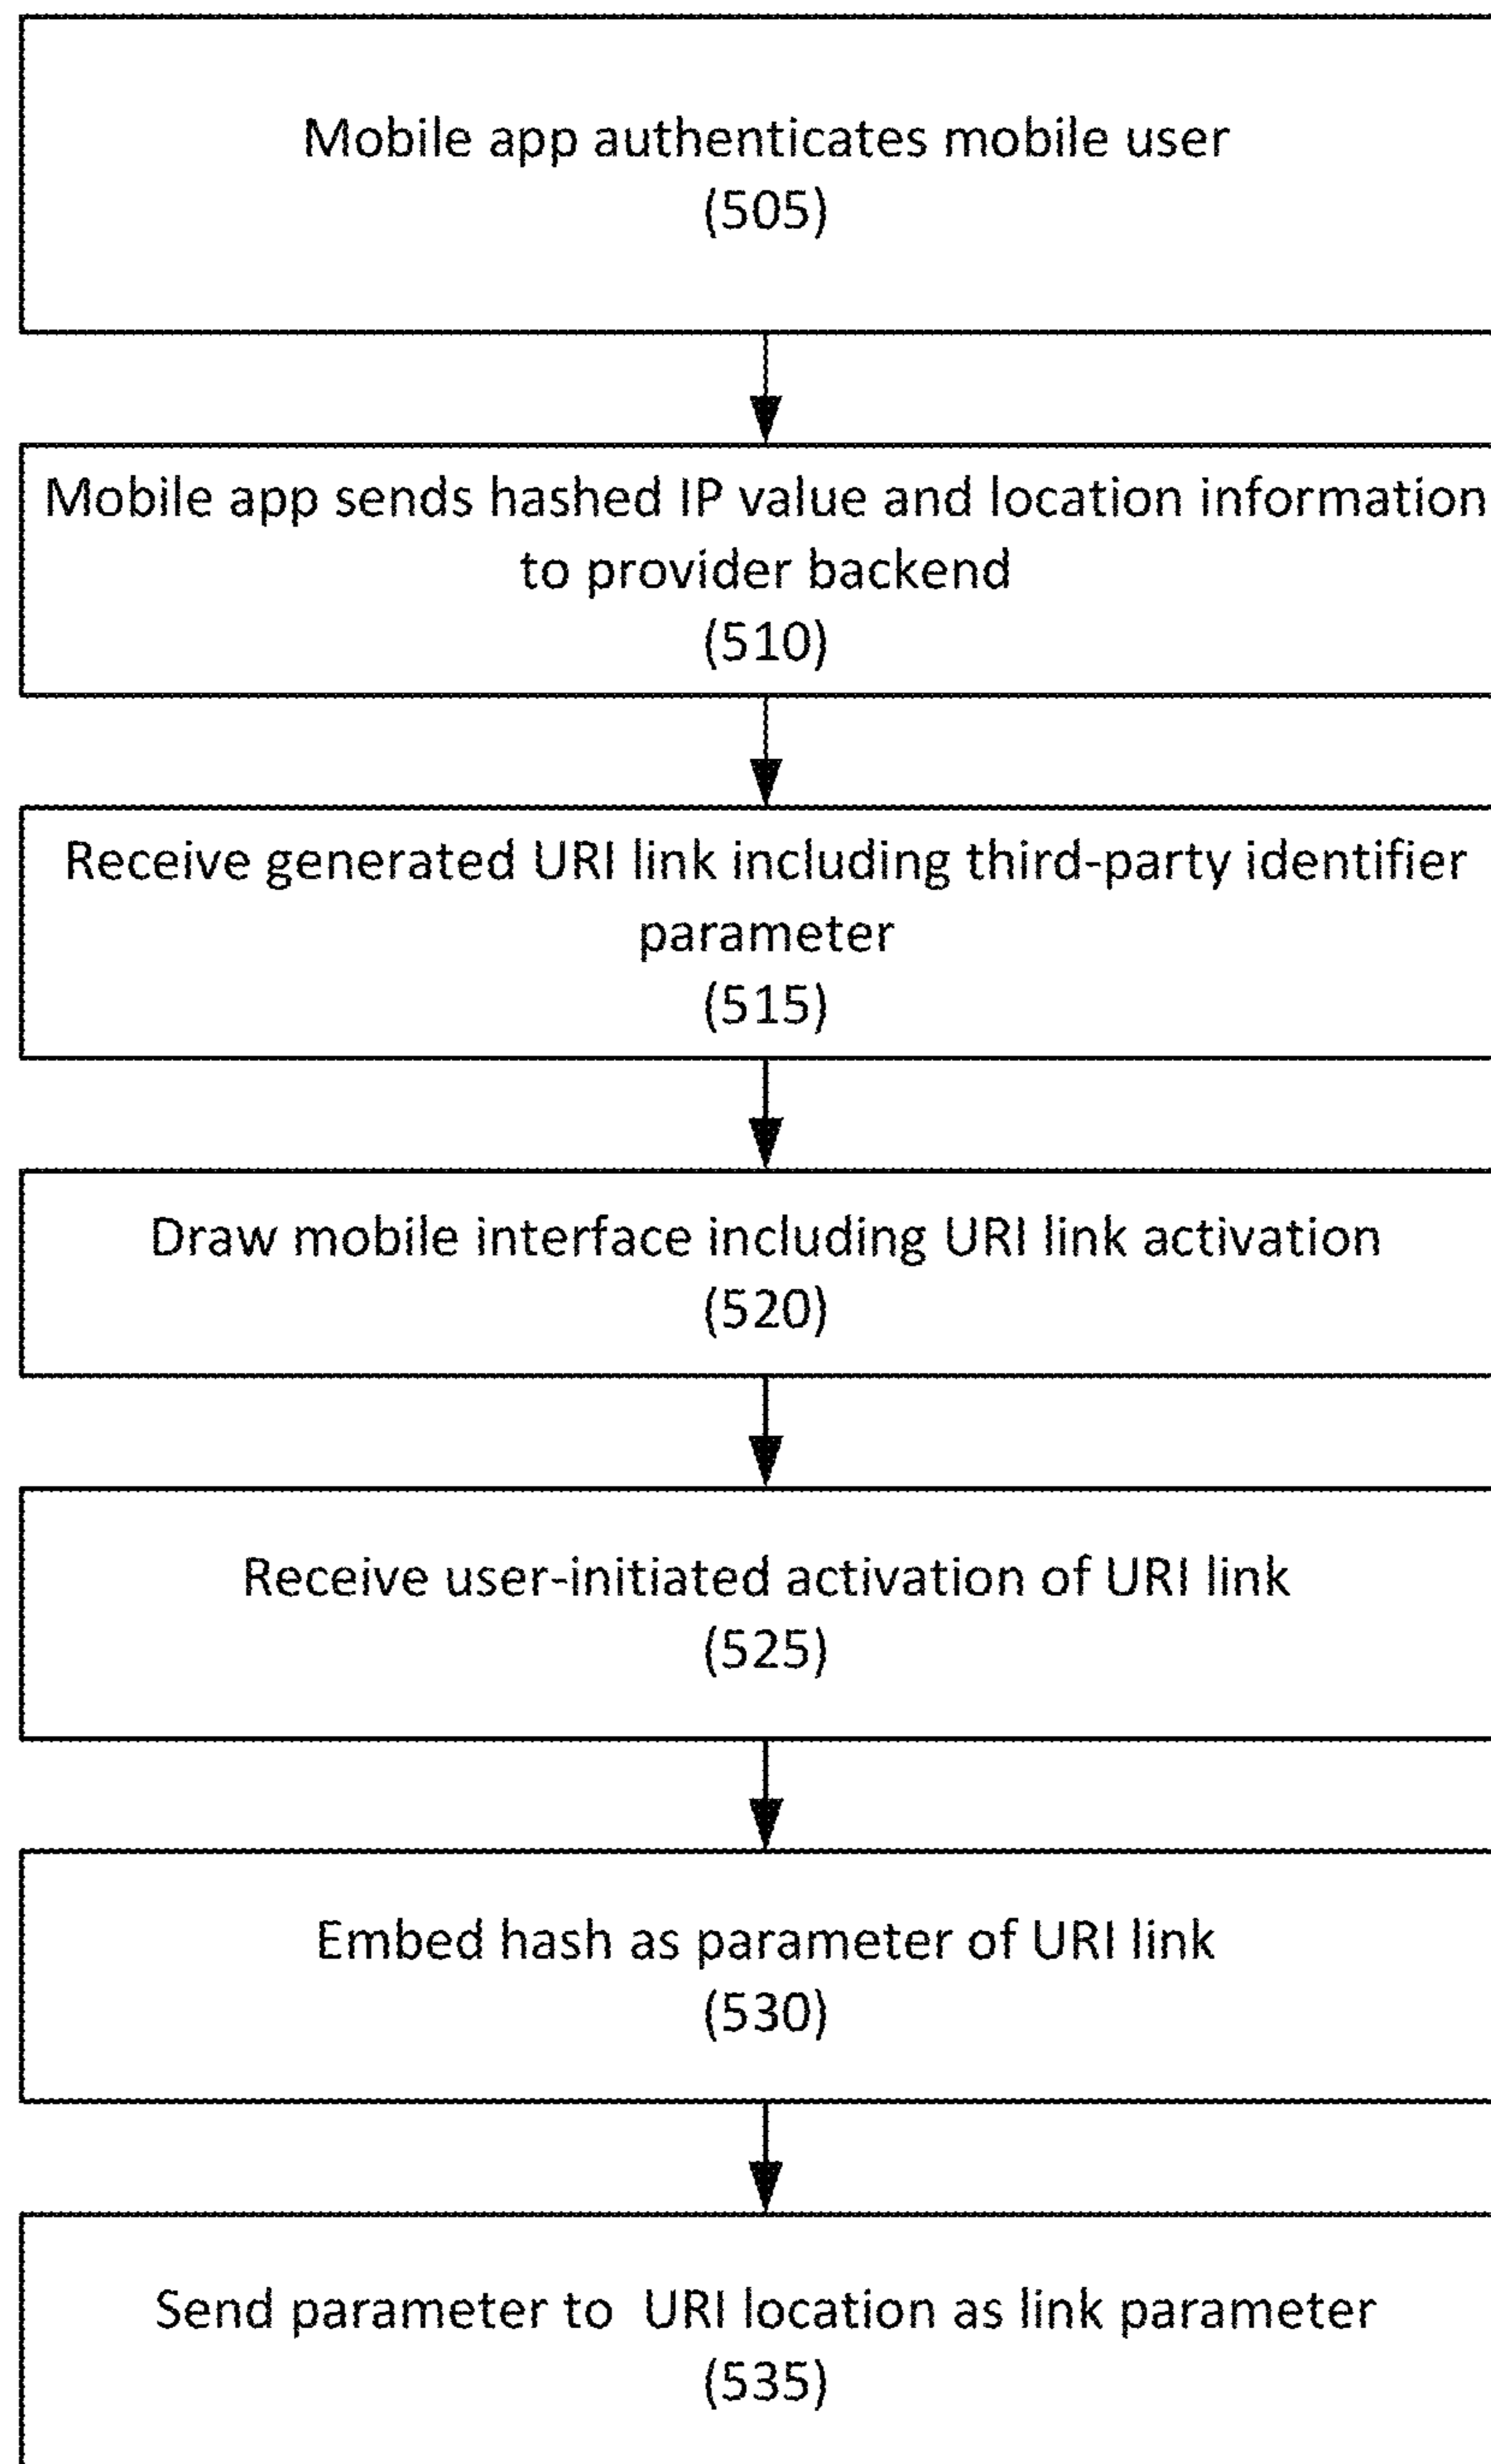 Mobile app authenticates mobile user
(505)
Mobile app sends hashed IP value and location information
to provider backend
(510)
Receive generated URI link including third-party identifier
parameter
(515)
Draw mobile interface including URI link activation
(520)
Receive user-initiated activation of URI link
(525)
Embed hash as parameter of URI link
(530)
Send parameter to  URI location as link parameter
(535)